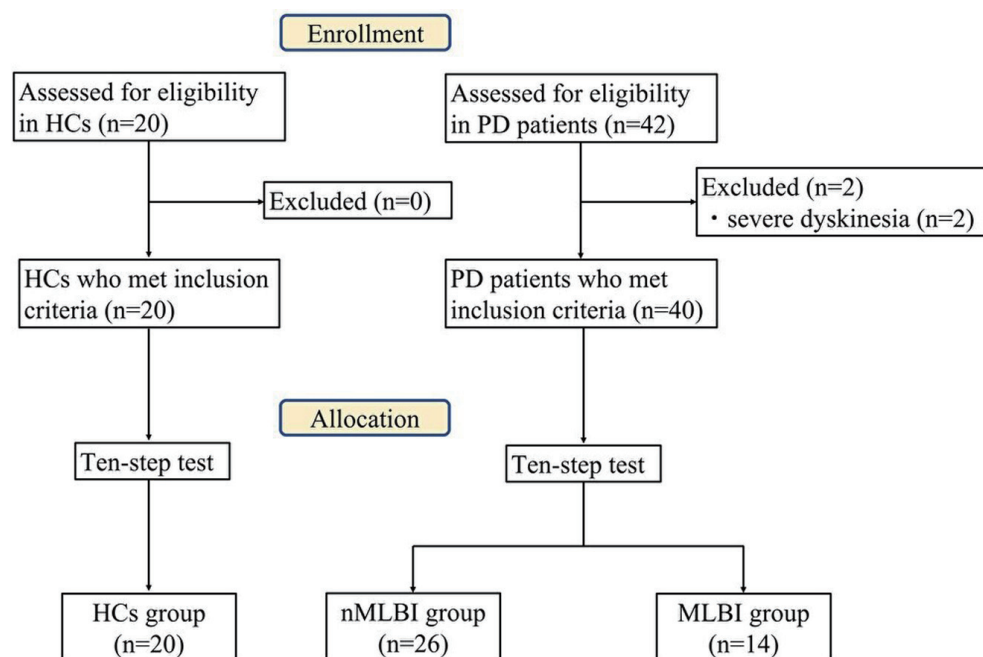 Enrollment
Assessed for eligibility
in HCs (n=20)
Assessed for eligibility
in PD patients (n=42)
Excluded (n=0)
Excluded (n=2)
・severe dyskinesia (n=2)
HCs who met inclusion
criteria (n=20)
PD patients who met
inclusion criteria (n=40)
Allocation
Ten-step test
Ten-step test
HCs group
(n=20)
nMLBI group
(n=26)
MLBI group
(n=14)